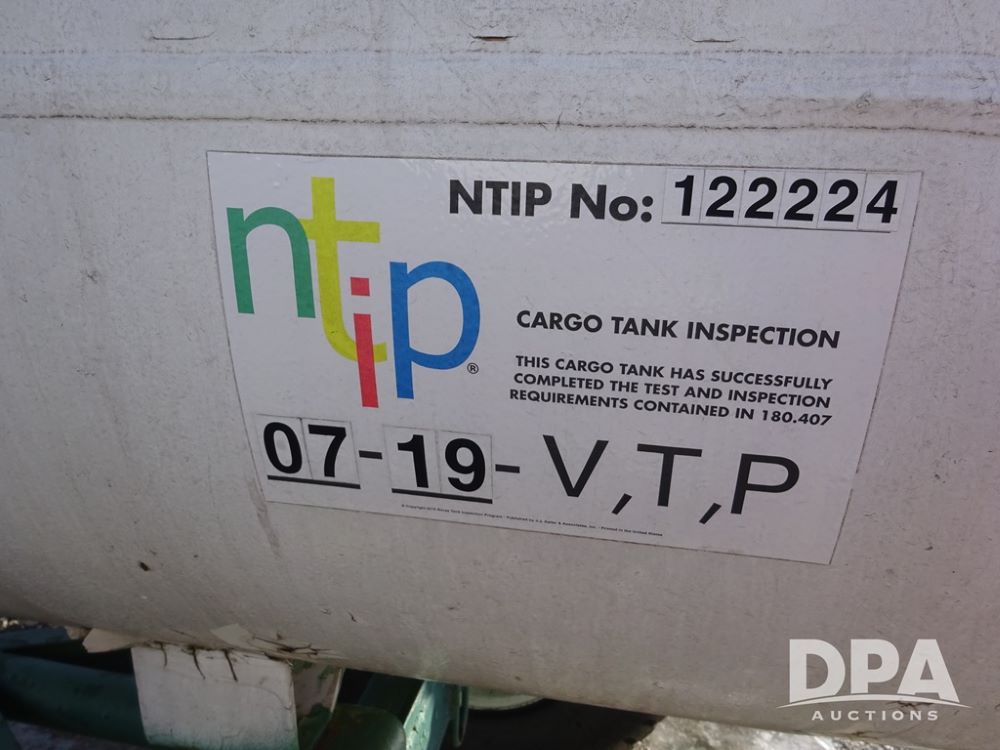 NTIP No: 122224
ntip®
CARGO TANK INSPECTION
THIS CARGO TANK HAS SUCCESSFULLY
COMPLETED THE TEST AND INSPECTION
REQUIREMENTS CONTAINED IN 180.407
07-19-V,T,P
DPA
AUCTIONS